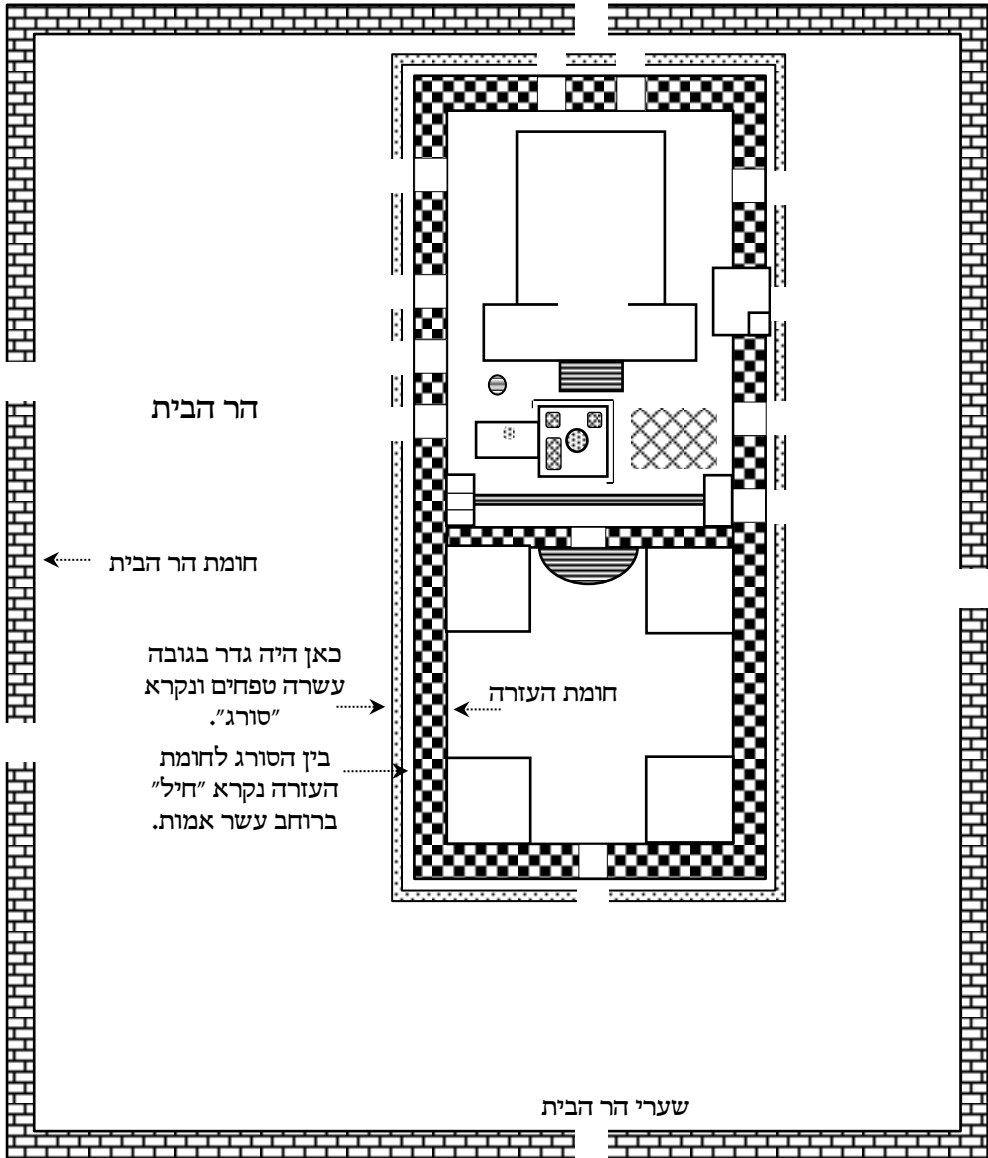 הר הבית
חומת הר הבית
כאן היה גדר בגובה
עשרה טפחים ונקרא
"סורג".
חומת העזרה
בין הסורג לחומת
העזרה נקרא "חיל"
ברוחב עשר אמות.
שערי הר הבית